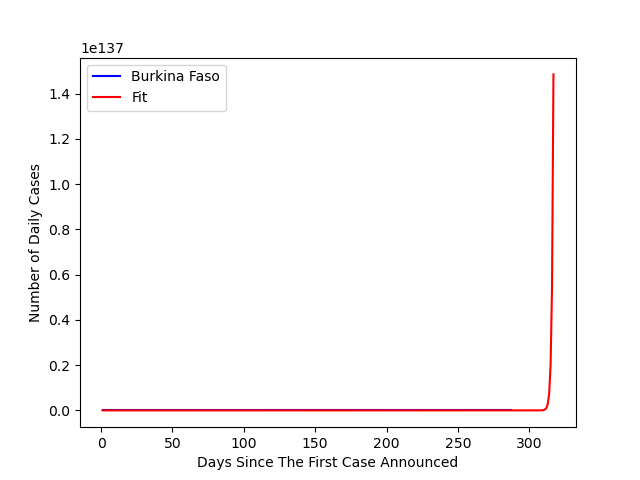 1e137
Burkina Faso
Fit
Number of Daily Cases
1.4
1.2
1.0
0.8
0.6
0.4
0.2
0.0
0 50 100 150 200 250 300
Days Since The First Case Announced